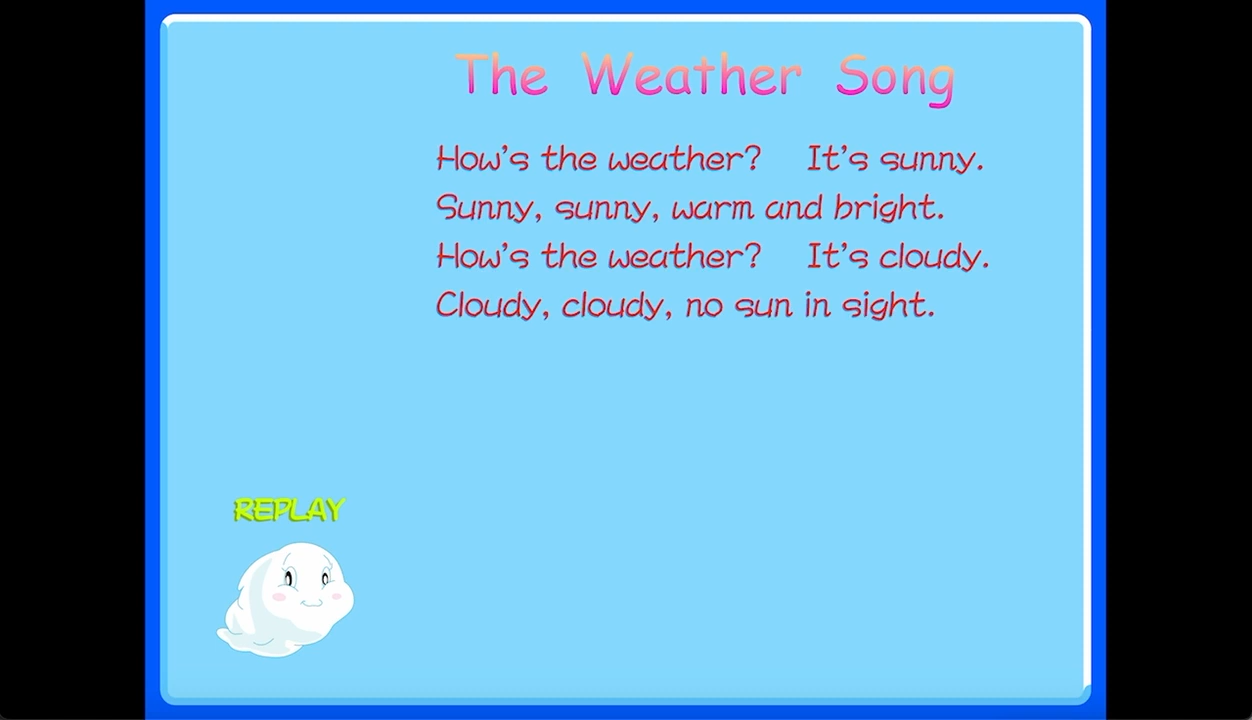 The Weather Song
How's the weather? It's sunny.
Sunny, sunny, warm and bright.
How's the weather? It's cloudy.
Cloudy, cloudy, no sun in sight.
REPLAY